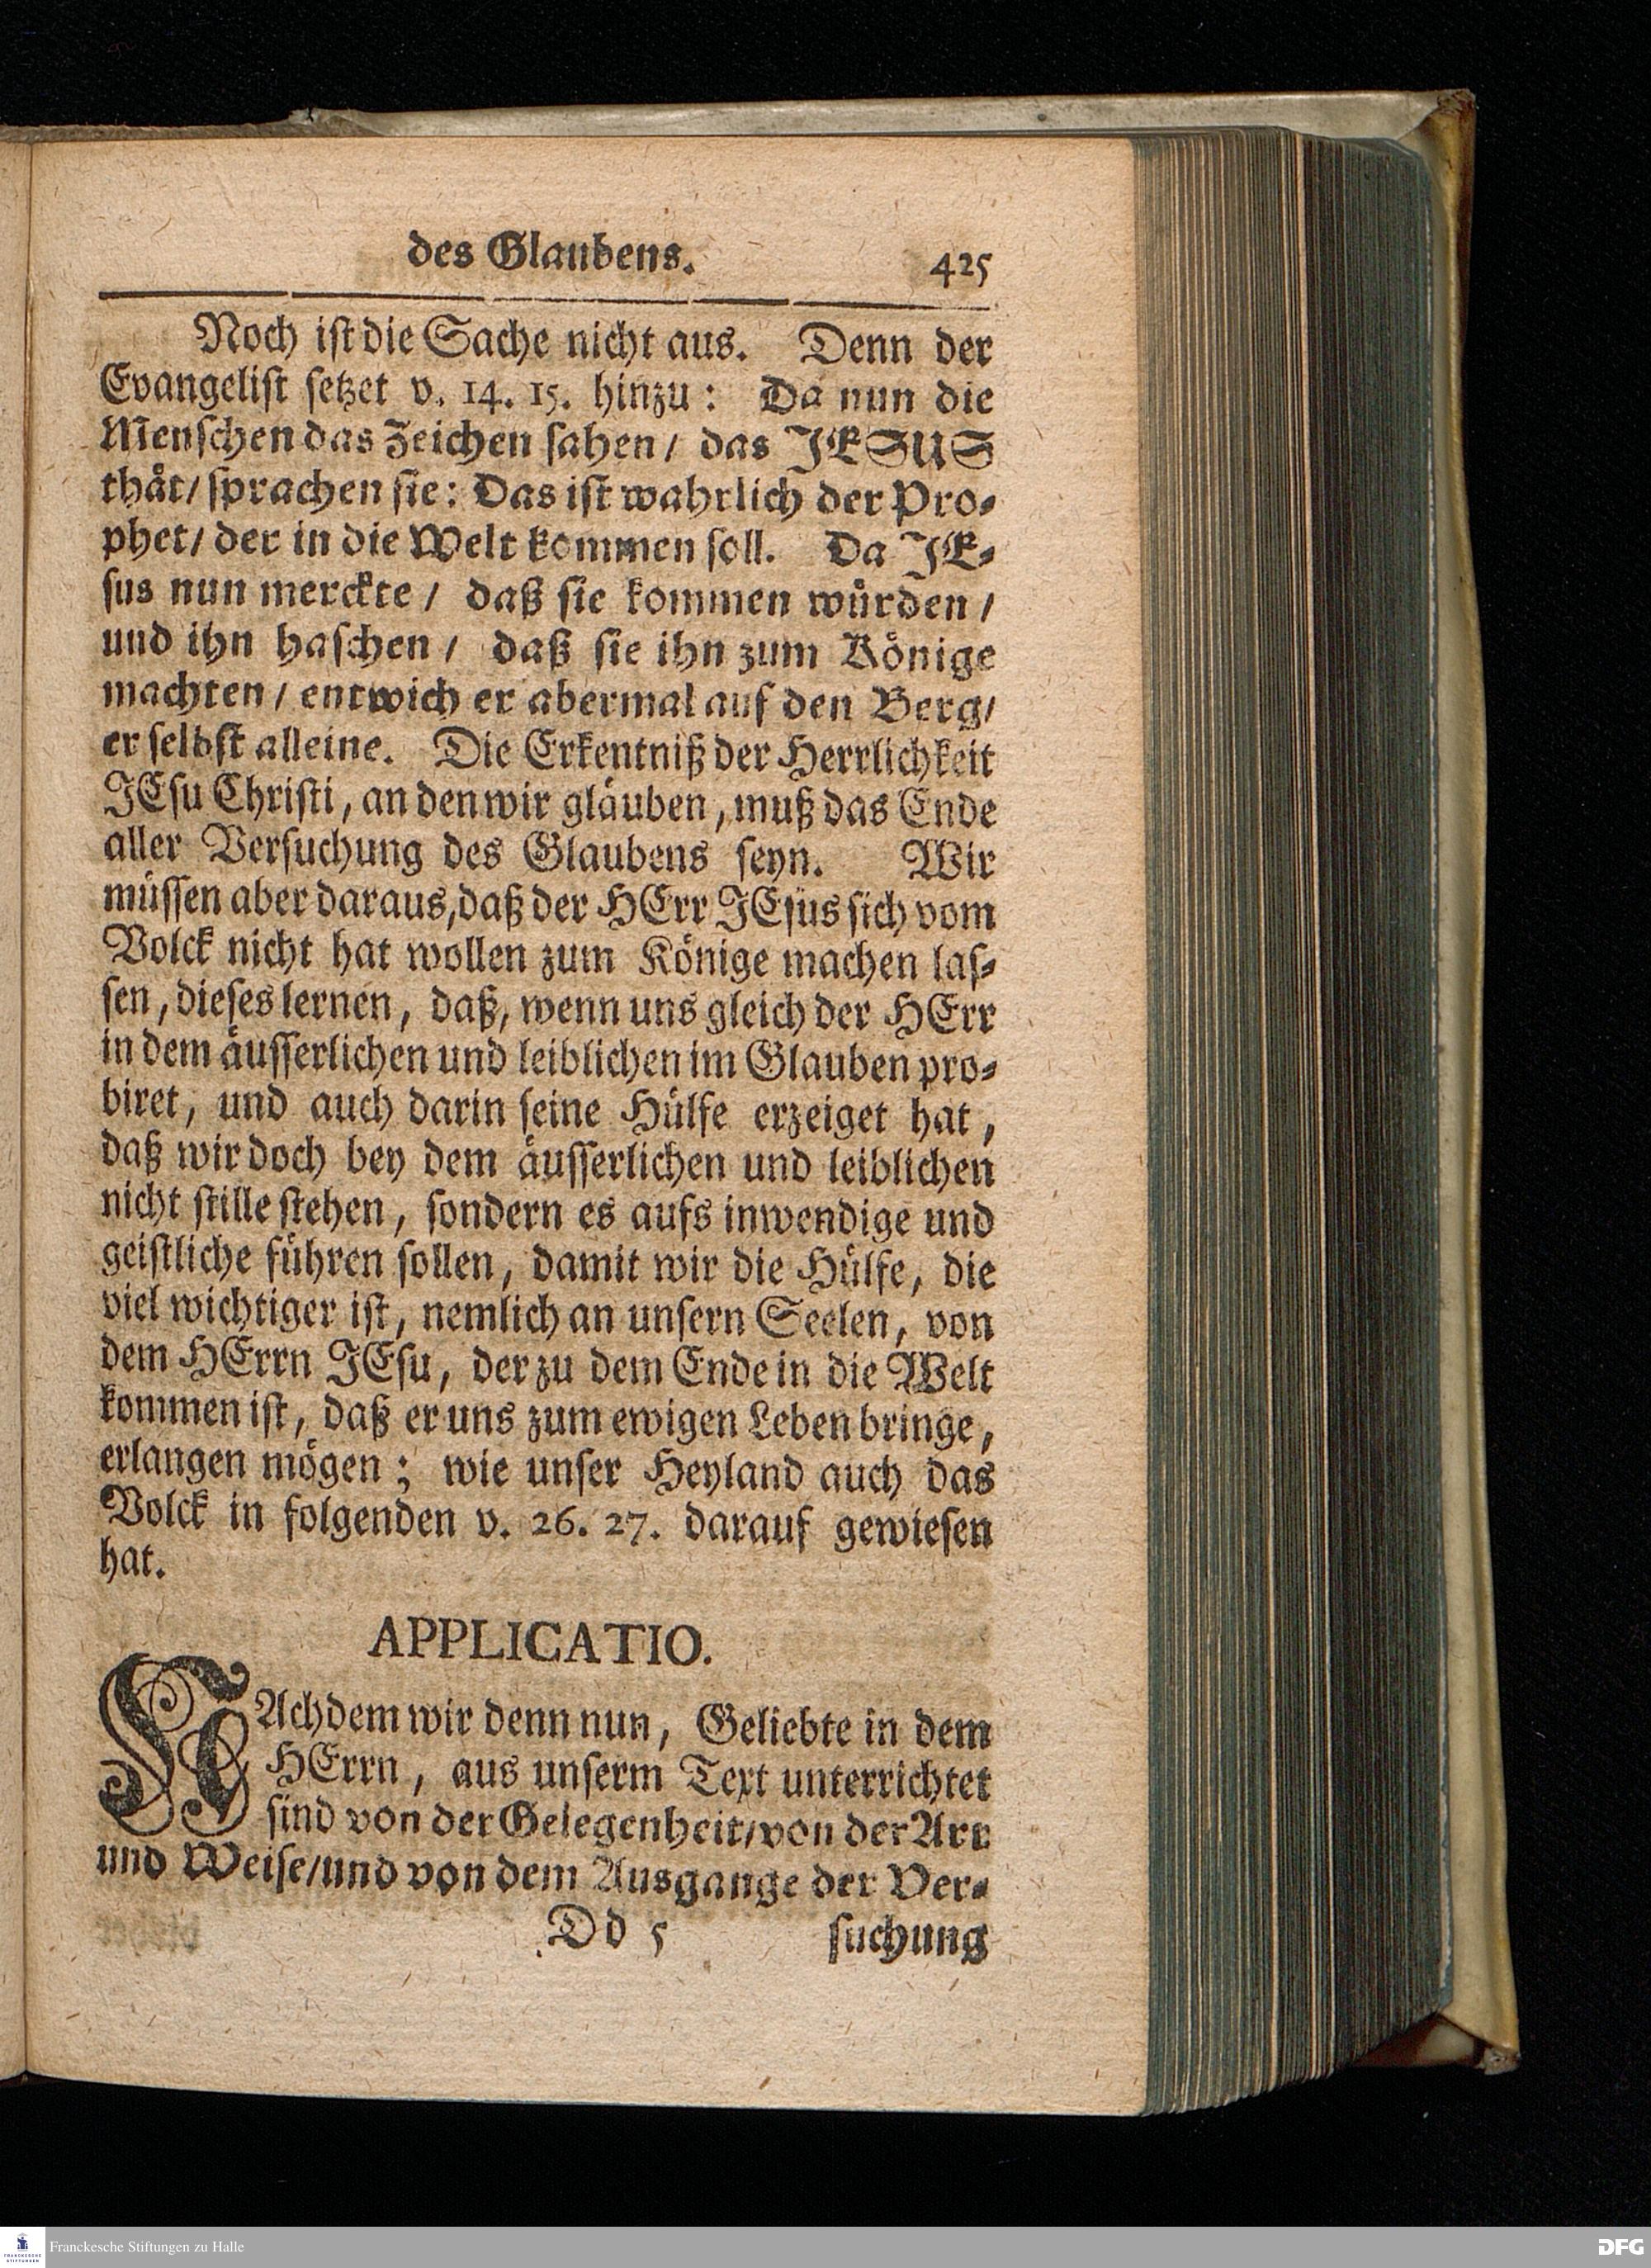 des Glaubens. 425
Noch ist die Sache nicht aus. Denn der
Evangelist setzet v. 14. 15. hinzu: Da nun die
Menschen das Zeichen sahen / das JESUS
thåt / sprachen sie: Das ist wahrlich der Pro-
phet / der in die Welt kommen soll. Da JE-
sus nun merckte / daß sie kommen würden /
und ihn haschen / daß sie ihn zum Könige
machten / entwich er abermal auf den Berg /
er selbst alleine. Die Erkentniß der Herrlichkeit
JEsu Christi, an den wir gläuben, muß das Ende
aller Versuchung des Glaubens seyn. Wir
müssen aber daraus, daß der HErr JEsus sich vom
Volck nicht hat wollen zum Könige machen las-
sen, dieses lernen, daß, wenn uns gleich der HErr
in dem äusserlichen und leiblichen im Glauben pro-
biret, und auch darin seine Hülfe erzeiget hat,
daß wir doch bey dem äusserlichen und leiblichen
nicht stille stehen, sondern es aufs inwendige und
geistliche führen sollen, damit wir die Hülfe, die
viel wichtiger ist, nemlich an unsern Seelen, von
dem HErrn JEsu, der zu dem Ende in die Welt
kommen ist, daß er uns zum ewigen Leben bringe,
erlangen mögen; wie unser Heyland auch das
Volck in folgenden v. 26. 27. darauf gewiesen
hat.
APPLICATIO.
NAchdem wir denn nun, Geliebte in dem
HErrn, aus unserm Text unterrichtet
sind von der Gelegenheit / von der Art
und Weise / und von dem Ausgange der Ver-
Dd 5 suchung
FRANCKESCHE STIFTUNGEN
Franckesche Stiftungen zu Halle
DFG